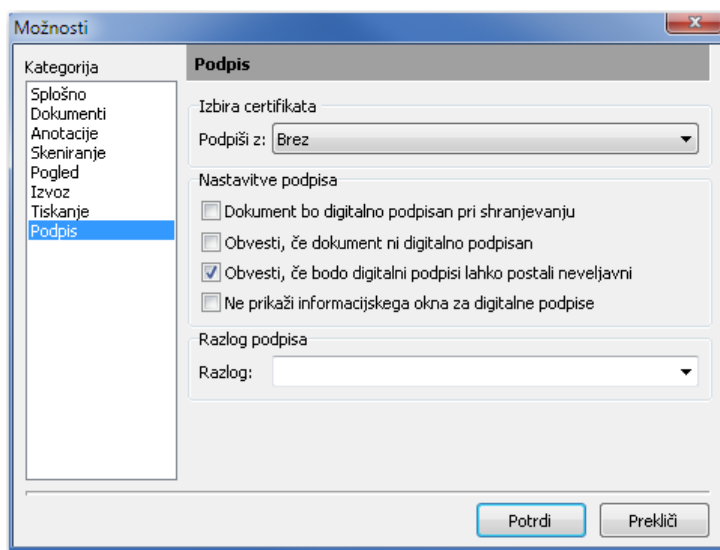 Možnosti
Kategorija
Splošno
Dokumenti
Anotacije
Skeniranje
Pogled
Izvoz
Tiskanje
Podpis
Podpis
Izbira certifikata
Podpiši z: Brez
Nastavitve podpisa
Dokument bo digitalno podpisan pri shranjevanju
Obvesti, če dokument ni digitalno podpisan
Obvesti, če bodo digitalni podpisi lahko postali neveljavni
Ne prikaži informacijskega okna za digitalne podpise
Razlog podpisa
Razlog:
Potrdi Prekliči